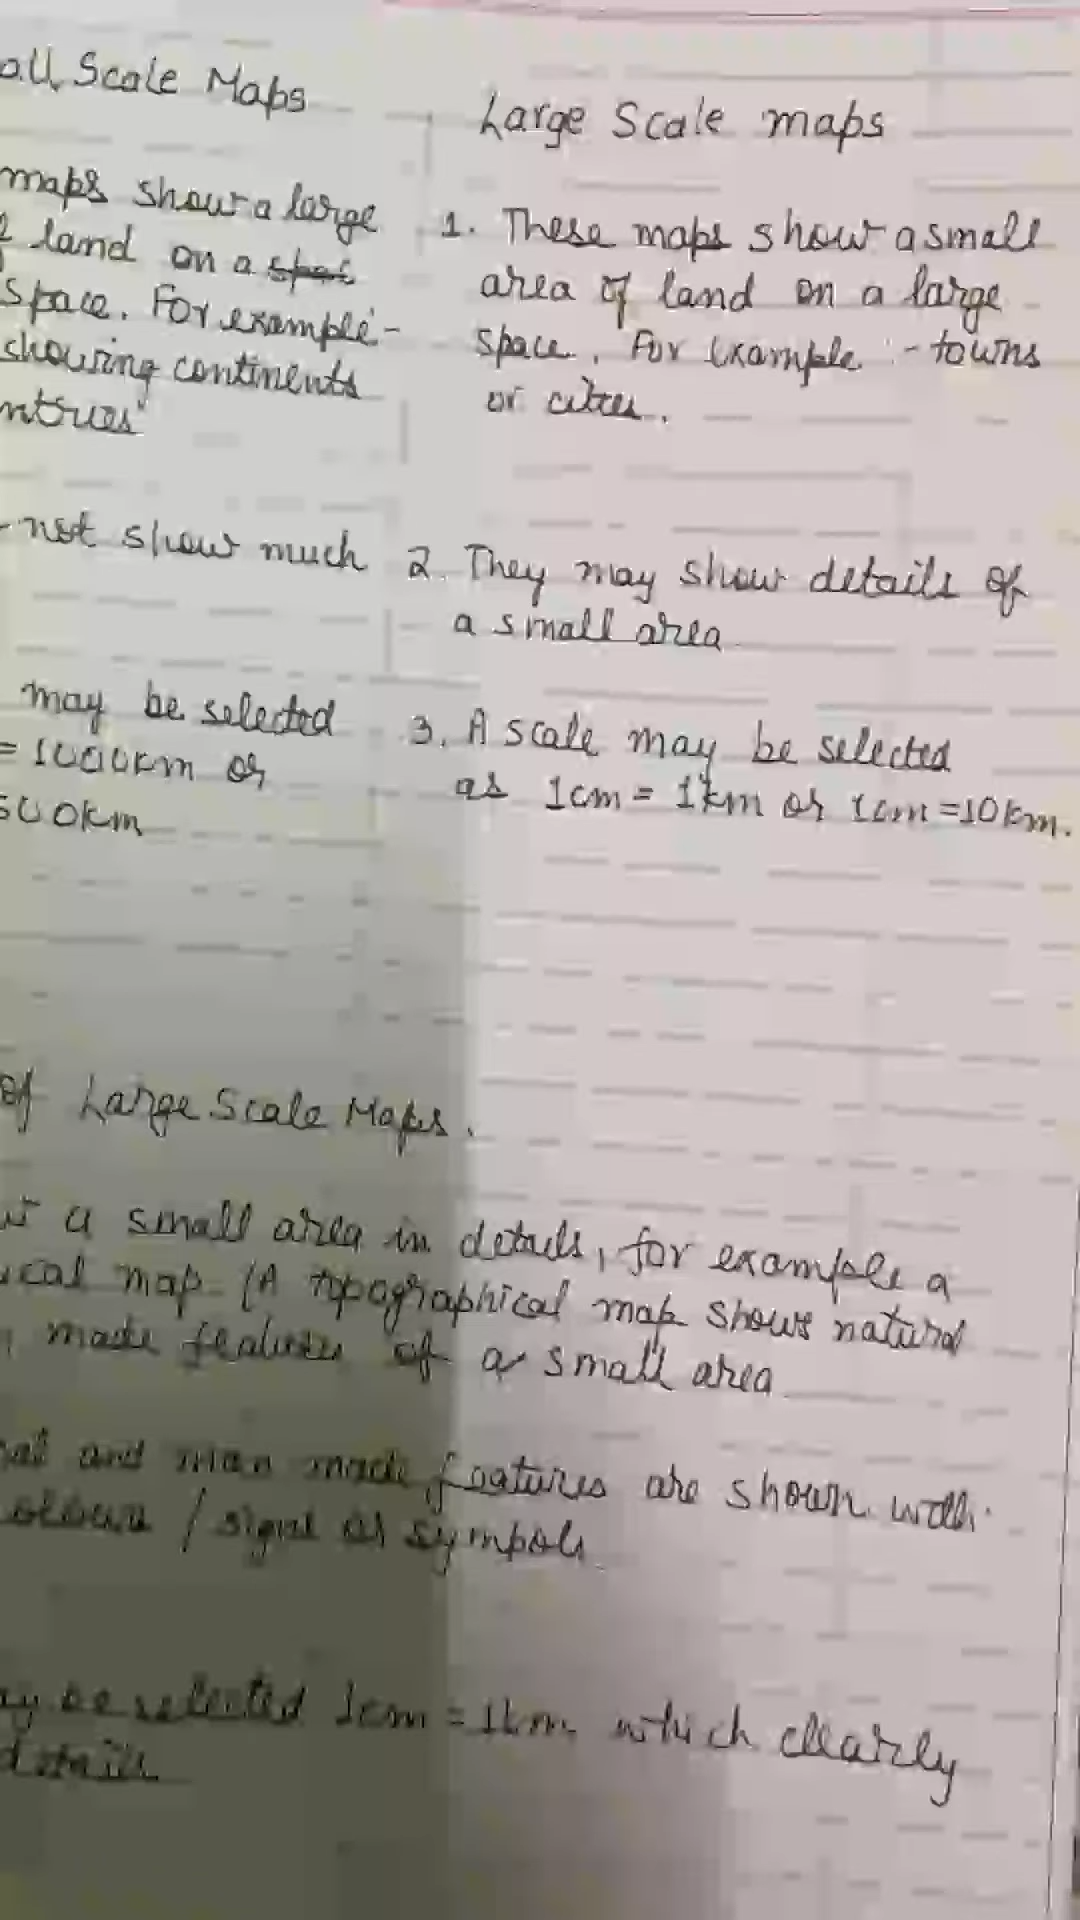 all Scale Maps
maps show a large
land on a spac
space. For example:-
showing continents
ntries
Large Scale maps
1. These maps show a small
area of land on a large
space. For example :- towns
or cities.
not show much
2. They may show details of
a small area
may be selected
= 1000km or
500km
3. A scale may be selected
as 1cm = 1km or 1cm = 10km.
of Large Scale Maps.
a small area in details, for example a
ical map. (A topographical map shows natural
made features of a small area
and man made features are shown with
/ signs or symbols
be selected 1cm = 1km which clearly
details